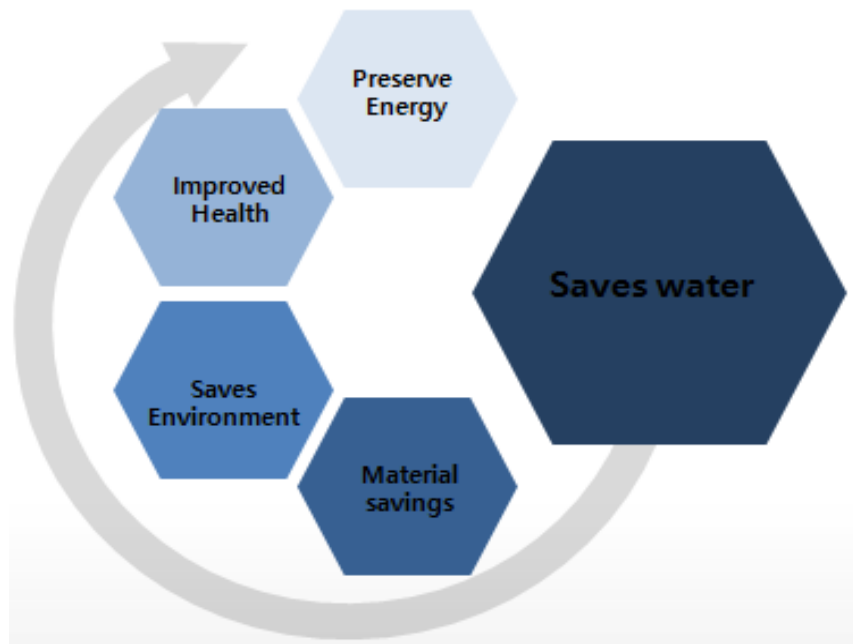 Preserve
Energy
Improved
Health
Saves water
Saves
Environment
Material
savings